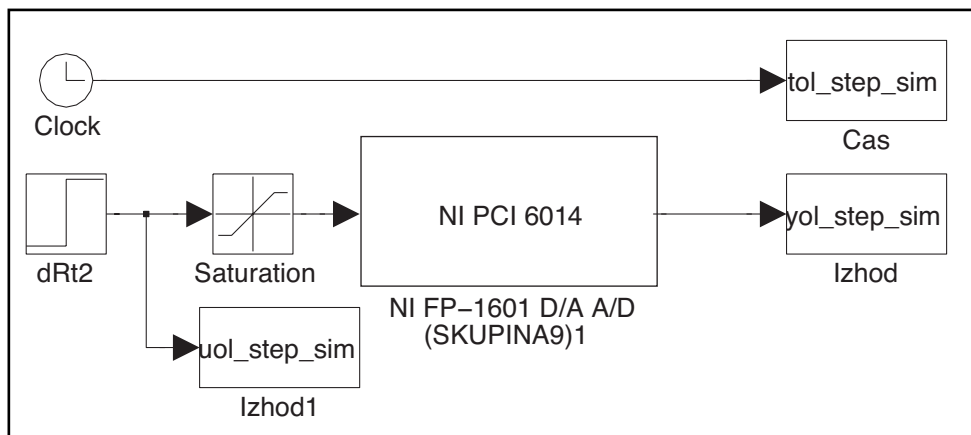 tol_step_sim
Clock
Cas
NI PCI 6014
yol_step_sim
dRt2
Saturation
Izhod
NI FP−1601 D/A A/D
(SKUPINA9)1
uol_step_sim
Izhod1